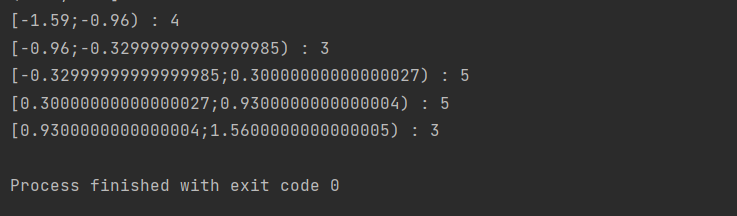 [-1.59;-0.96) : 4
[-0.96;-0.32999999999999985) : 3
[-0.32999999999999985;0.30000000000000027) : 5
[0.30000000000000027;0.9300000000000004) : 5
[0.9300000000000004;1.5600000000000005) : 3
Process finished with exit code 0